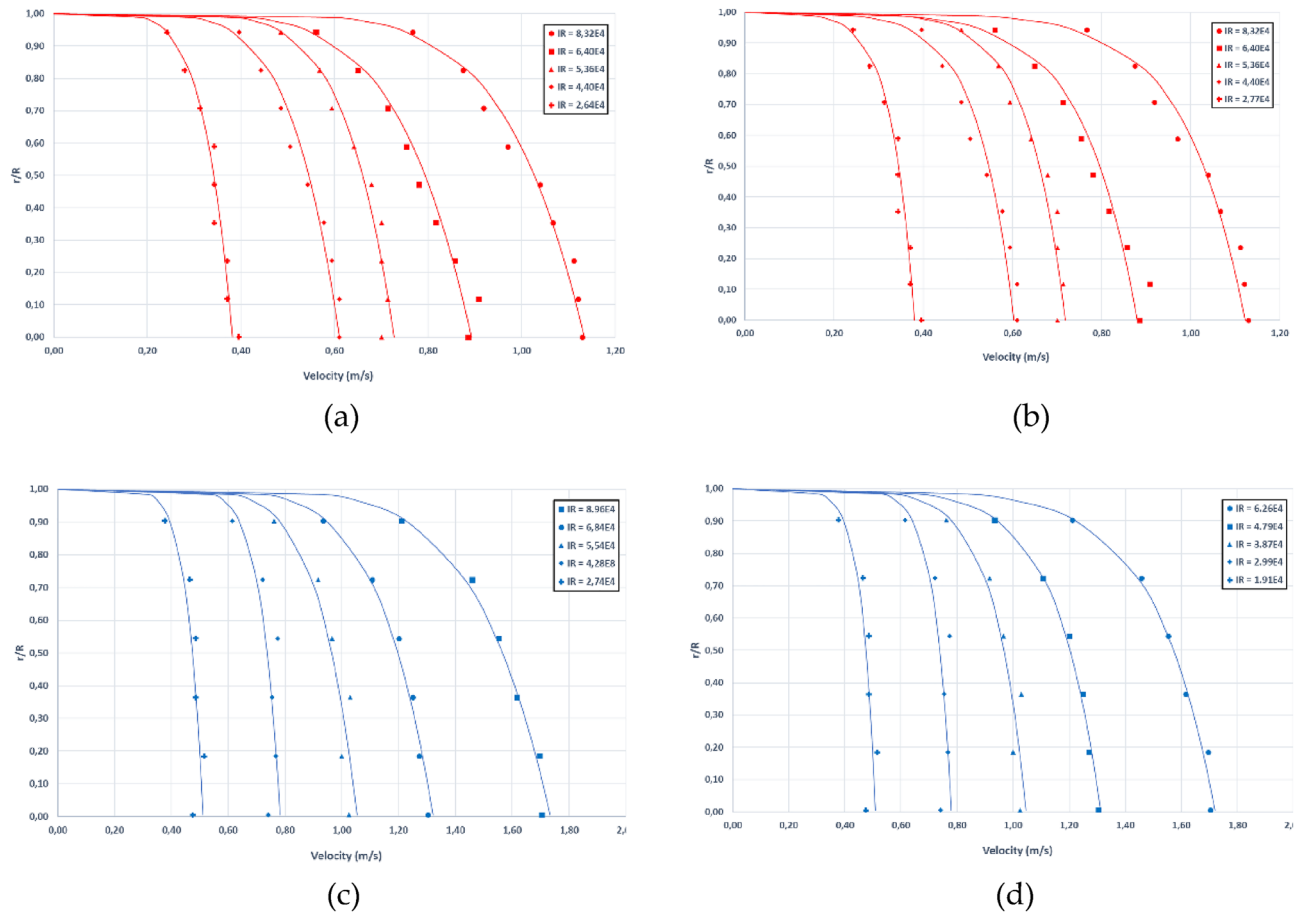 1,00
0,90
0,80
0,70
0,60
0,50
0,40
0,30
0,20
0,10
0,00
r/R
0,00 0,20 0,40 0,60 0,80 1,00 1,20
Velocity (m/s)
IR = 8,32E4
IR = 6,40E4
IR = 5,36E4
IR = 4,40E4
IR = 2,64E4
(a)
1,00
0,90
0,80
0,70
0,60
0,50
0,40
0,30
0,20
0,10
0,00
r/R
0,00 0,20 0,40 0,60 0,80 1,00 1,20
Velocity (m/s)
IR = 8,32E4
IR = 6,40E4
IR = 5,36E4
IR = 4,40E4
IR = 2,77E4
(b)
1,00
0,90
0,80
0,70
0,60
0,50
0,40
0,30
0,20
0,10
0,00
r/R
0,00 0,20 0,40 0,60 0,80 1,00 1,20 1,40 1,60 1,80 2,0
Velocity (m/s)
IR = 8.96E4
IR = 6,84E4
IR = 5,54E4
IR = 4,28E8
IR = 2,74E4
(c)
1,00
0,90
0,80
0,70
0,60
0,50
0,40
0,30
0,20
0,10
0,00
r/R
0,00 0,20 0,40 0,60 0,80 1,00 1,20 1,40 1,60 1,80 2,0
Velocity (m/s)
IR = 6.26E4
IR = 4.79E4
IR = 3.87E4
IR = 2.99E4
IR = 1.91E4
(d)